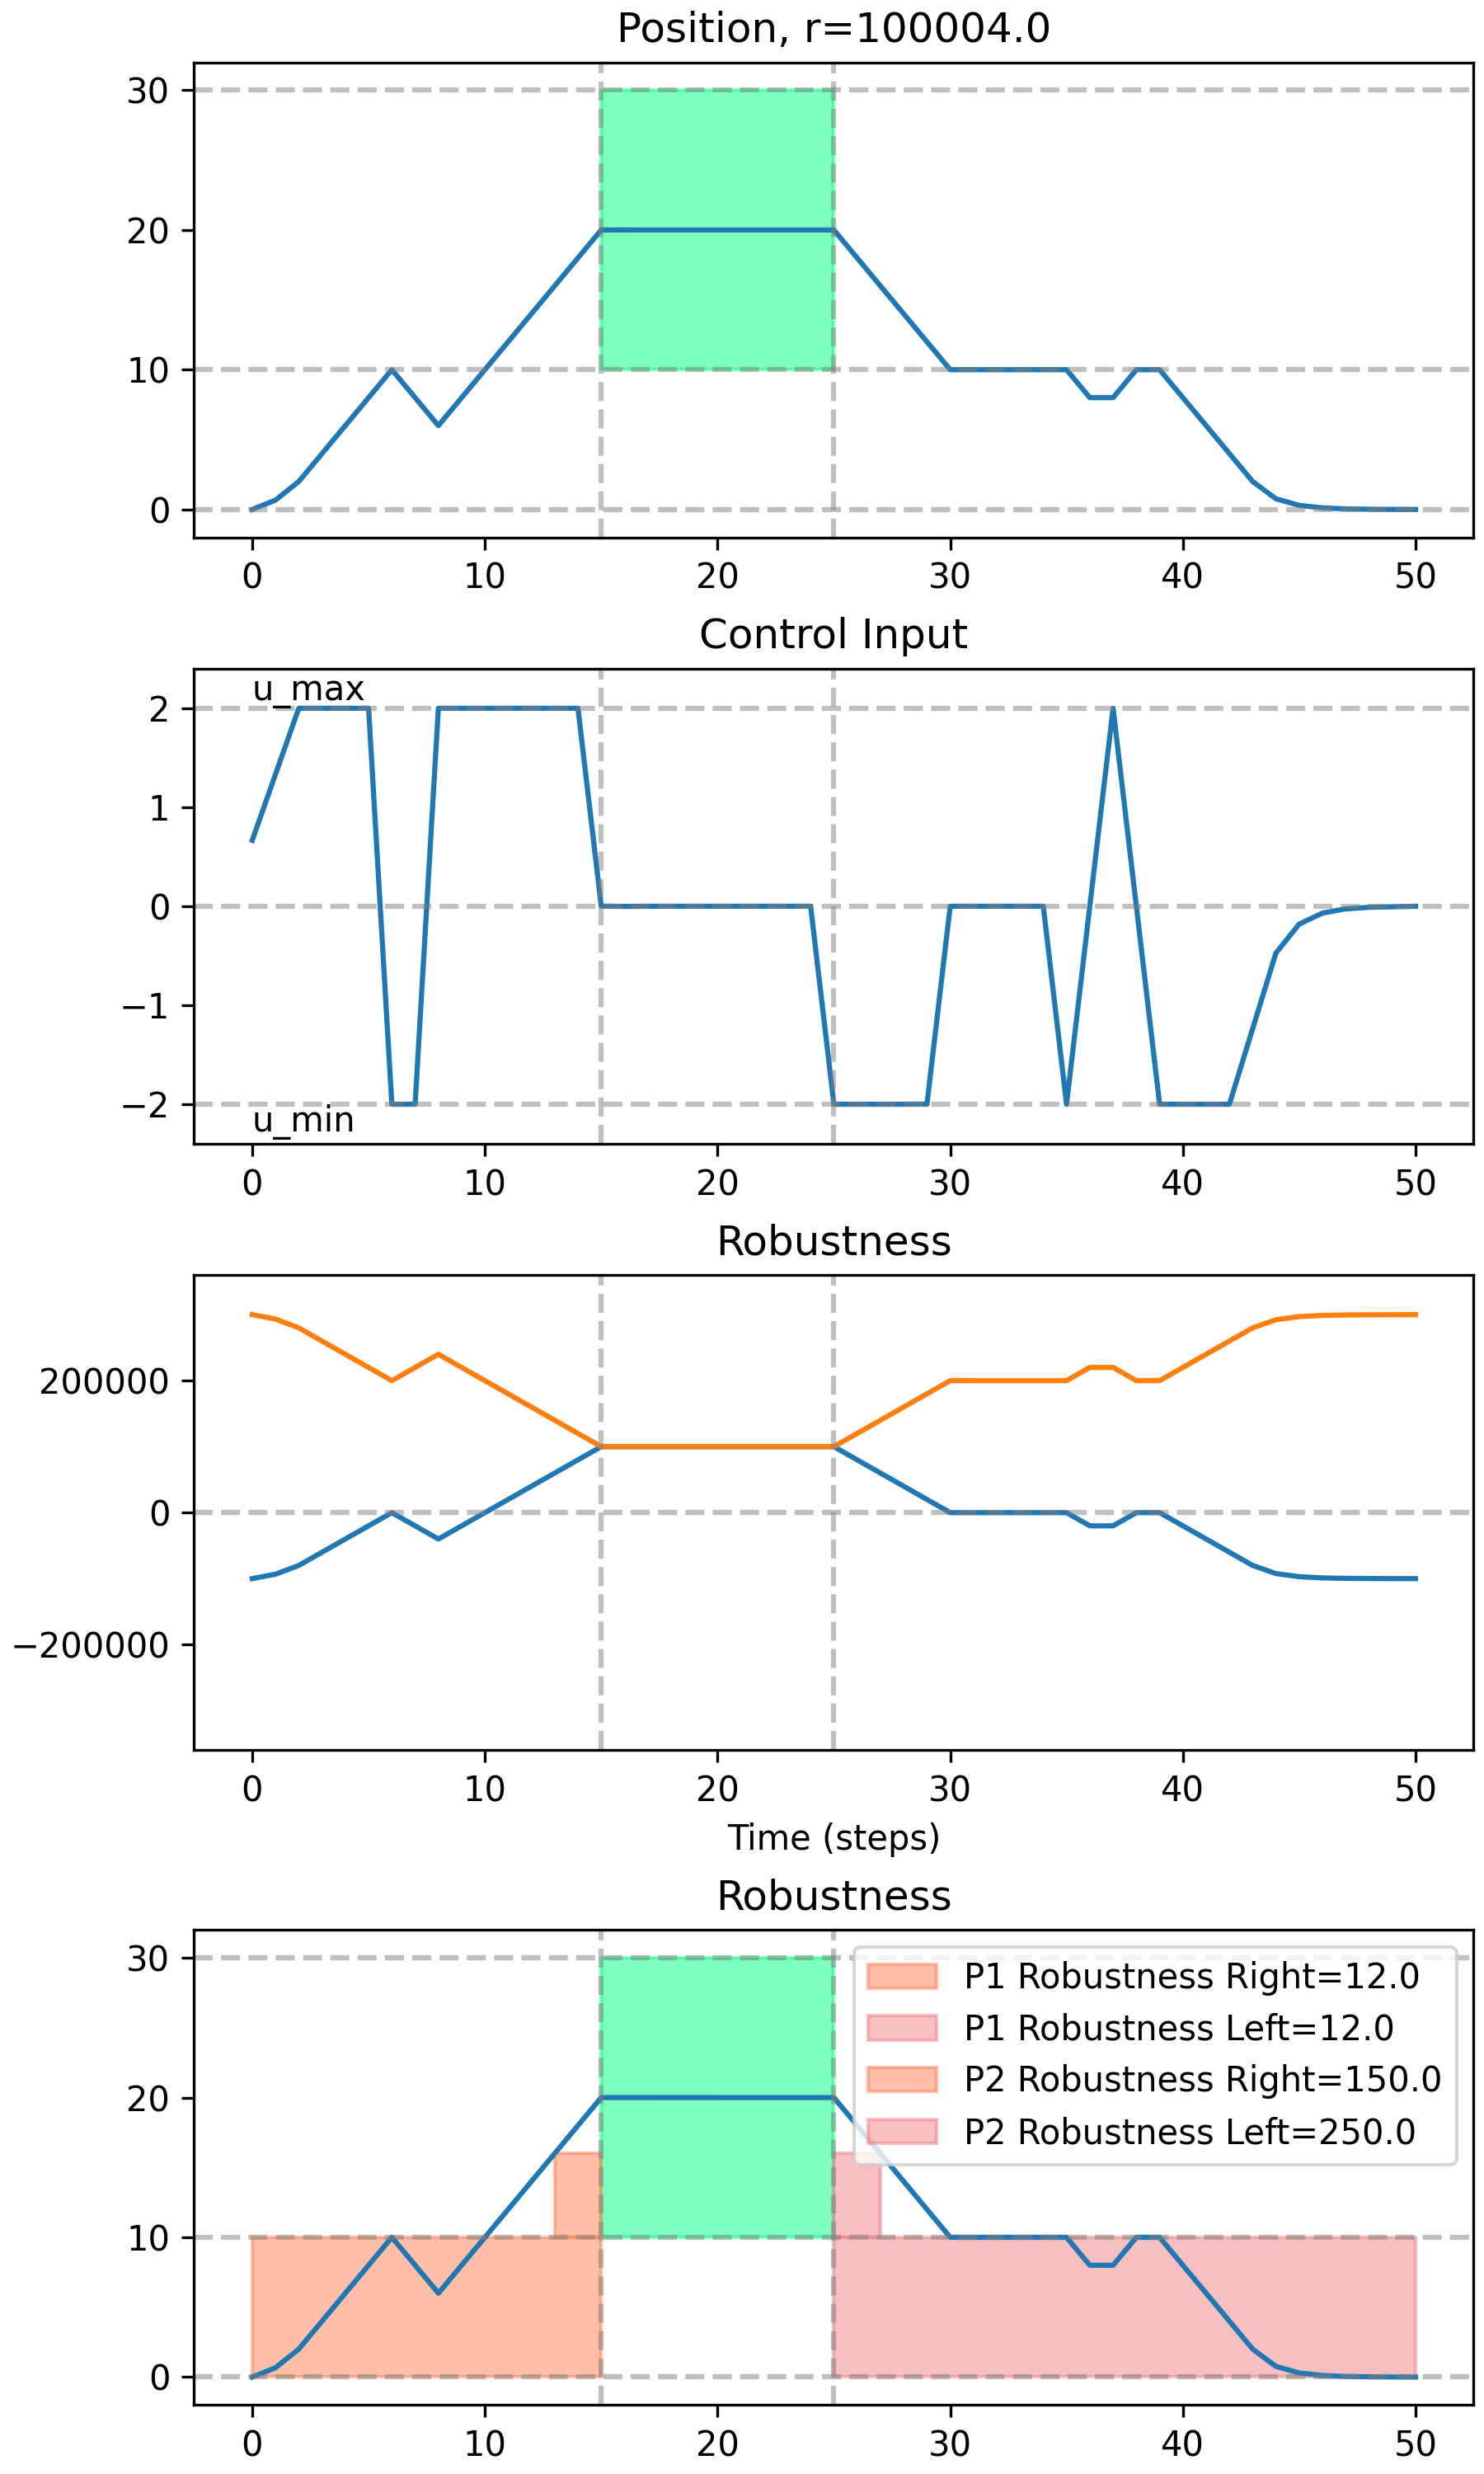 Position, r=100004.0
30
20
10
0
0 10 20 30 40 50
Control Input
u_max
2
1
0
−1
−2
u_min
0 10 20 30 40 50
Robustness
200000
0
−200000
0 10 20 30 40 50
Time (steps)
Robustness
30
P1 Robustness Right=12.0
P1 Robustness Left=12.0
20
P2 Robustness Right=150.0
P2 Robustness Left=250.0
10
0
0 10 20 30 40 50